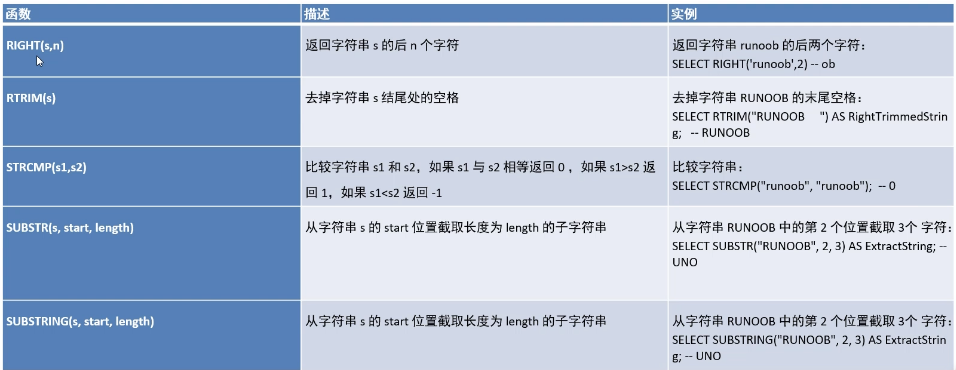 函数 描述 实例
RIGHT(s,n) 返回字符串 s 的后 n 个字符 返回字符串 runoob 的后两个字符：
SELECT RIGHT('runoob',2) -- ob
RTRIM(s) 去掉字符串 s 结尾处的空格 去掉字符串 RUNOOB 的末尾空格：
SELECT RTRIM("RUNOOB     ") AS RightTrimmedStrin
g;   -- RUNOOB
STRCMP(s1,s2) 比较字符串 s1 和 s2，如果 s1 与 s2 相等返回 0 ，如果 s1>s2 返 比较字符串：
回 1，如果 s1<s2 返回 -1 SELECT STRCMP("runoob", "runoob");  -- 0
SUBSTR(s, start, length) 从字符串 s 的 start 位置截取长度为 length 的子字符串 从字符串 RUNOOB 中的第 2 个位置截取 3个 字符：
SELECT SUBSTR("RUNOOB", 2, 3) AS ExtractString; --
UNO
SUBSTRING(s, start, length) 从字符串 s 的 start 位置截取长度为 length 的子字符串 从字符串 RUNOOB 中的第 2 个位置截取 3个 字符：
SELECT SUBSTRING("RUNOOB", 2, 3) AS ExtractStrin
g; -- UNO